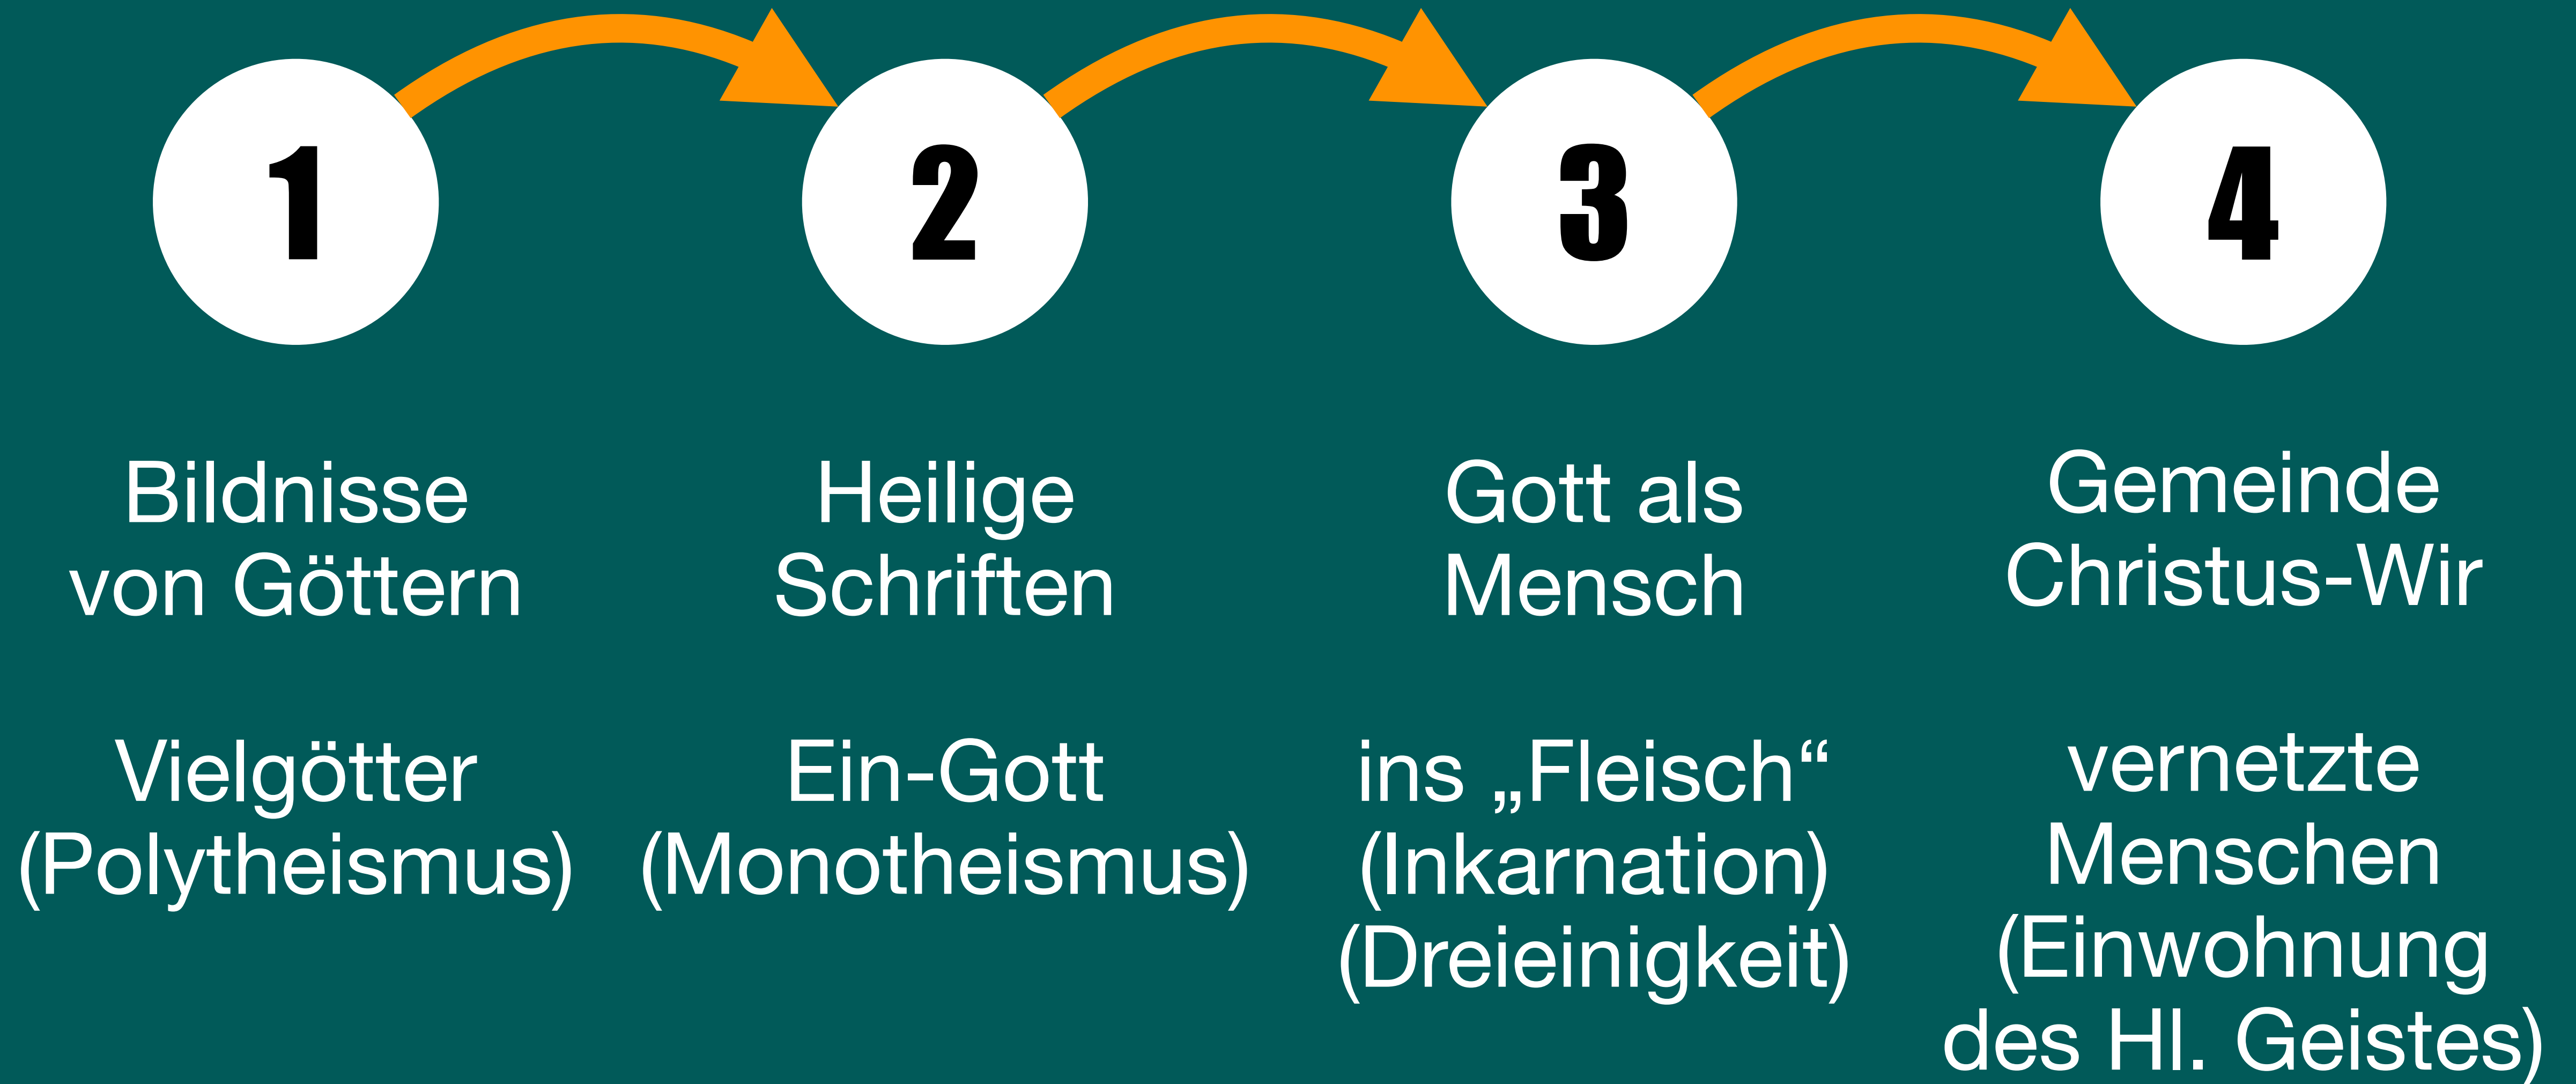 1
2
3
4
Bildnisse
von Göttern
Vielgötter
(Polytheismus)
Heilige
Schriften
Ein-Gott
(Monotheismus)
Gott als
Mensch
ins „Fleisch“
(Inkarnation)
(Dreieinigkeit)
Gemeinde
Christus-Wir
vernetzte
Menschen
(Einwohnung
des Hl. Geistes)